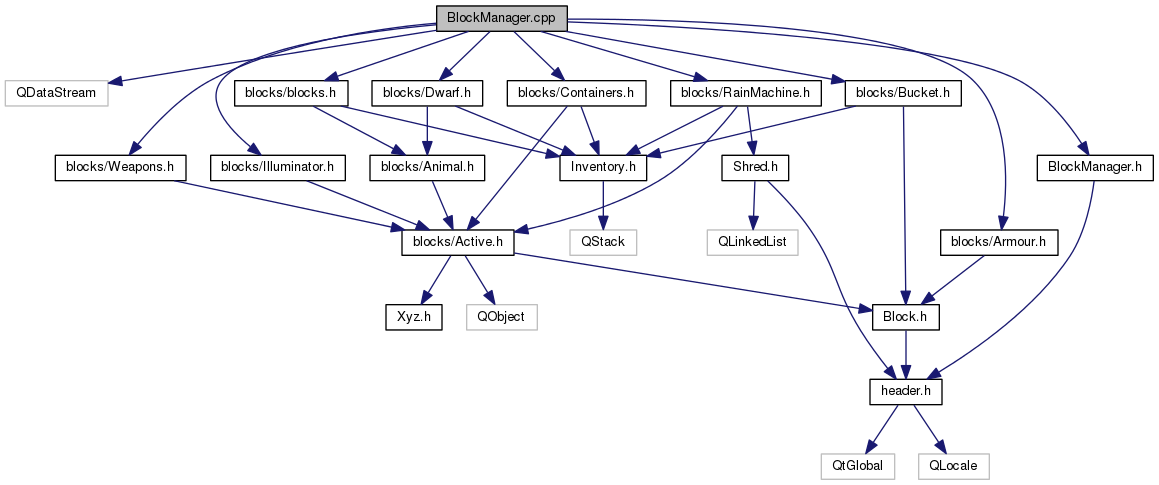 BlockManager.cpp
QDataStream
blocks/blocks.h
blocks/Dwarf.h
blocks/Containers.h
blocks/RainMachine.h
blocks/Bucket.h
blocks/Weapons.h
blocks/Illuminator.h
blocks/Animal.h
Inventory.h
Shred.h
BlockManager.h
blocks/Active.h
QStack
QLinkedList
blocks/Armour.h
Xyz.h
QObject
Block.h
header.h
QtGlobal
QLocale